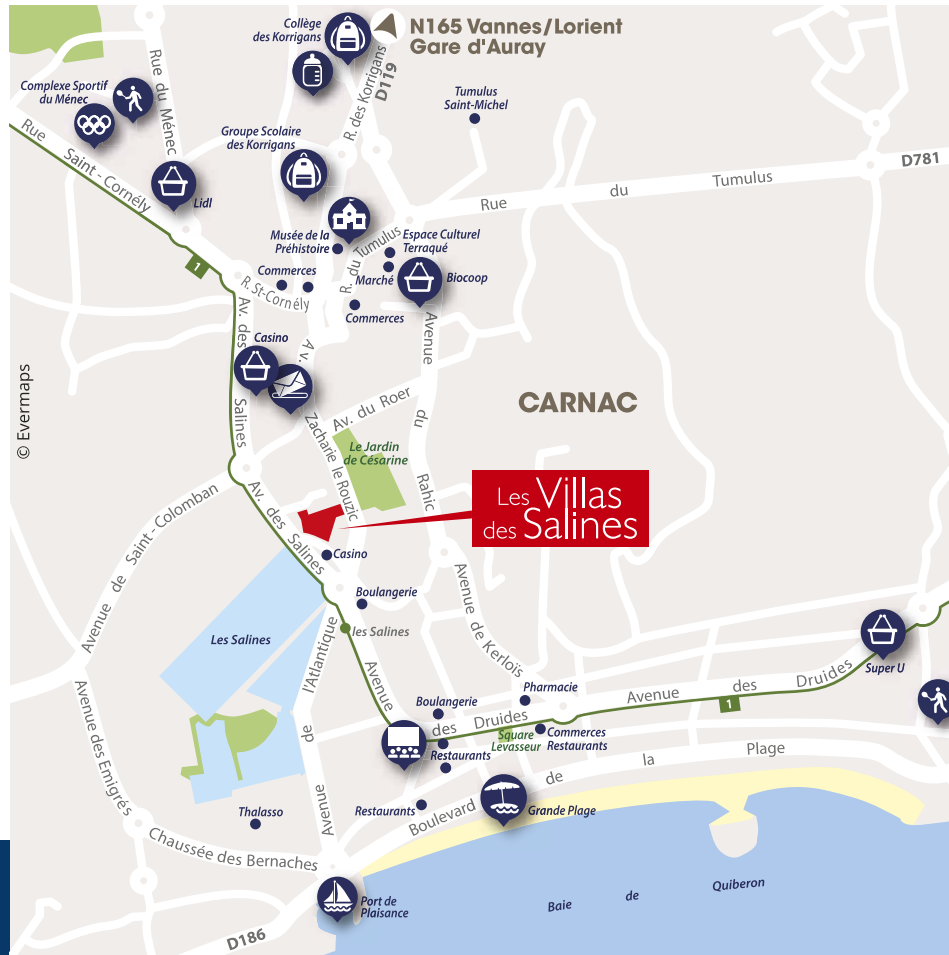 Collège
des Korrigans
N165 Vannes/Lorient
Gare d'Auray
D119
R. des Korrigans
Rue du Ménec
Complexe Sportif
du Ménec
Tumulus
Saint-Michel
Groupe Scolaire
des Korrigans
Rue Saint-Cornély
Lidl
D781
Rue du Tumulus
Musée de la
Préhistoire
R. du Tumulus
Espace Culturel
Terraqué
Marché
Biocoop
1
Commerces
R. St-Cornély
Commerces
Av. des Salines
Casino
Avenue du Rahic
© Evermaps
CARNAC
Av. du Roer
Av. Zacharie le Rouzic
Le Jardin
de Césarine
Les Villas
des Salines
Avenue de Saint-Colomban
Av. des Salines
Casino
Boulangerie
Avenue de Kerloïs
les Salines
Les Salines
Avenue de l'Atlantique
Super U
Pharmacie
Avenue des Druides
Avenue des Druides
1
Boulangerie
Square
Levasseur
Commerces
Restaurants
Restaurants
Avenue des Emigrés
Boulevard de la Plage
Thalasso
Restaurants
Grande Plage
Chaussée des Bernaches
Port de
Plaisance
Baie de Quiberon
D186